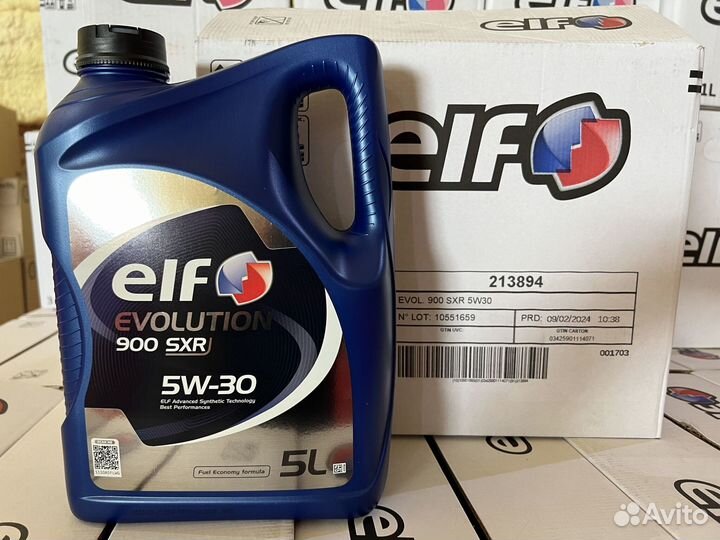 elf
EVOLUTION
900 SXR
5W-30
ELF Advanced Synthetic Technology
Best Performances
Fuel Economy formula
5L
elf
213894
EVOL. 900 SXR 5W30
N° LOT: 10551659
PRD: 09/02/2024 10:38
GTIN UVC:
GTIN CARTON:
03425901114071
001703
1L
Avito